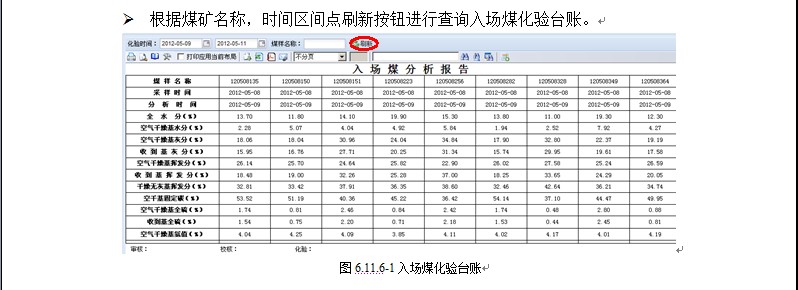 ➢ 根据煤矿名称，时间区间点刷新按钮进行查询入场煤化验台账。
化验时间： 2012-05-09 2012-05-11 煤样名称： 刷新
打印应用当前布局 不分页
入 场 煤 分 析 报 告
煤 样 名 称 120508135 120508150 120508151 120508223 120508256 120508282 120508328 120508349 120508364
采 样 时 间 2012-05-08 2012-05-08 2012-05-08 2012-05-08 2012-05-08 2012-05-08 2012-05-08 2012-05-08 2012-05-08
分 析 时 间 2012-05-09 2012-05-09 2012-05-09 2012-05-09 2012-05-09 2012-05-09 2012-05-09 2012-05-09 2012-05-09
全 水 分(%) 13.70 11.80 14.10 19.90 15.30 13.80 11.00 19.30 12.30
空气干燥基水分(%) 2.28 5.07 4.04 4.92 5.84 1.94 2.52 7.92 4.27
空气干燥基灰分(%) 18.06 18.04 30.96 24.04 34.84 17.90 32.80 22.37 19.19
收 到 基 灰 分(%) 15.95 16.76 27.71 20.25 31.34 15.74 29.95 19.61 17.58
空气干燥基挥发分(%) 26.14 25.70 24.64 25.82 22.90 26.02 27.58 25.24 26.59
收 到 基 挥 发 分(%) 18.48 19.00 32.26 25.28 37.00 18.25 33.65 24.29 20.05
干燥无灰基挥发分(%) 32.81 33.42 37.91 36.35 38.60 32.46 42.64 36.21 34.74
空干基固定碳(%) 53.52 51.19 40.36 45.22 36.42 54.14 37.10 44.47 49.95
空气干燥基全硫(%) 1.74 0.81 2.46 0.84 2.42 1.74 0.48 2.80 0.88
收到基全硫(%) 1.54 0.75 2.20 0.71 2.18 1.53 0.44 2.45 0.81
空气干燥基氢值(%) 4.04 4.25 4.09 3.85 4.11 4.02 4.17 4.01 4.19
审核： 校核： 化验：
图 6.11.6-1 入场煤化验台账